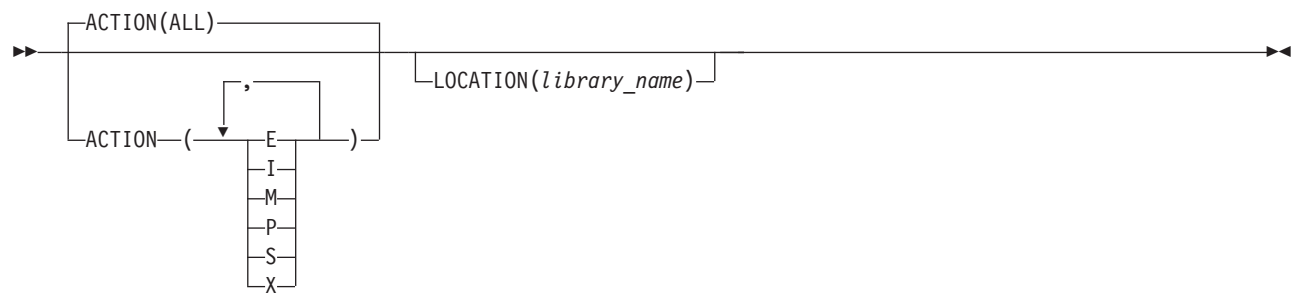 ACTION(ALL)
LOCATION(library_name)
,
ACTION ( E )
I
M
P
S
X